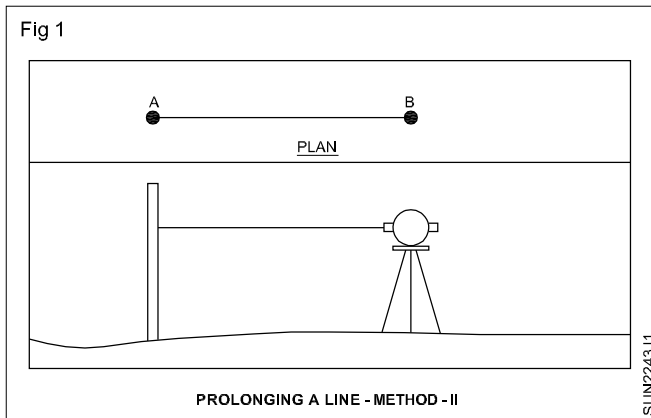 Fig 1
A B
PLAN
PROLONGING A LINE - METHOD - II
SUN2243J1